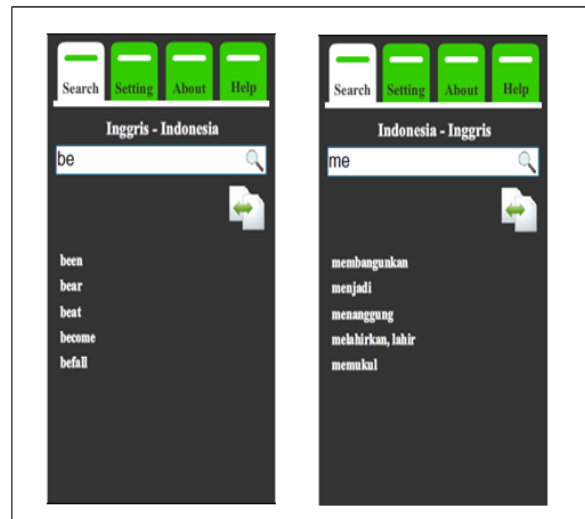 Search Setting About Help
Inggris - Indonesia
be
been
bear
beat
become
befall
Search Setting About Help
Indonesia - Inggris
me
membangunkan
menjadi
menanggung
melahirkan, lahir
memukul